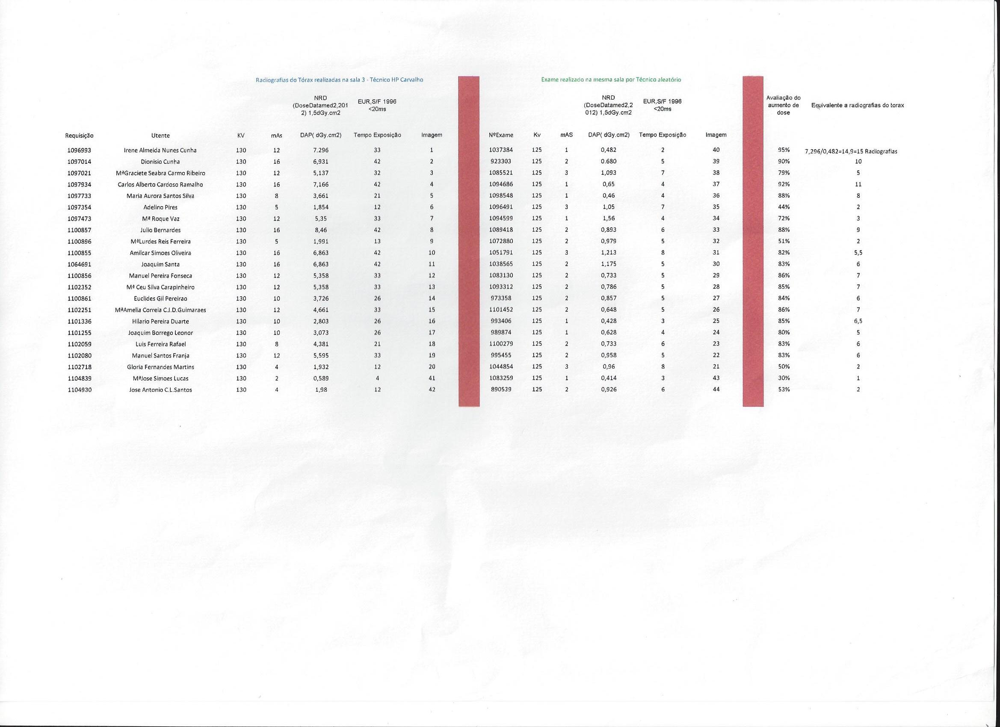 Radiografias do Tórax realizadas na sala 3 - Técnico HP Carvalho Exame realizado na mesma sala por Técnico aleatório
NRD (DoseDatamed2,2012) 1,5dGy.cm2 EUR,S/F 1996 <20ms NRD (DoseDatamed2,2012) 1,5dGy.cm2 EUR,S/F 1996 <20ms Avaliação do aumento de dose Equivalente a radiografias do torax
Requisição Utente KV mAs DAP( dGy.cm2) Tempo Exposição Imagem NºExame Kv mAS DAP( dGy.cm2) Tempo Exposição Imagem
1096993 Irene Almeida Nunes Cunha 130 12 7.296 33 1 1037384 125 1 0,482 2 40 95% 7,296/0,482=14,9=15 Radiografias
1097014 Dionisio Cunha 130 16 6,931 42 2 923303 125 2 0.680 5 39 90% 10
1097021 MªGraciete Seabra Carmo Ribeiro 130 12 5,137 32 3 1085521 125 3 1,093 7 38 79% 5
1097934 Carlos Alberto Cardoso Ramalho 130 16 7,166 42 4 1094686 125 1 0,65 4 37 92% 11
1097733 Maria Aurora Santos Silva 130 8 3,661 21 5 1098548 125 1 0,46 4 36 88% 8
1097354 Adelino Pires 130 5 1,854 12 6 1096491 125 3 1,05 7 35 44% 2
1097473 Mª Roque Vaz 130 12 5,35 33 7 1094599 125 1 1,56 4 34 72% 3
1100857 Julio Bernardes 130 16 8,46 42 8 1089418 125 2 0,893 6 33 88% 9
1100896 MªLurdes Reis Ferreira 130 5 1,991 13 9 1072880 125 2 0,979 5 32 51% 2
1100855 Amilcar Simoes Oliveira 130 16 6,863 42 10 1051791 125 3 1,213 8 31 82% 5,5
1064691 Joaquim Santa 130 16 6,863 42 11 1038565 125 2 1,175 5 30 83% 6
1100856 Manuel Pereira Fonseca 130 12 5,358 33 12 1083130 125 2 0,733 5 29 86% 7
1102352 Mª Ceu Silva Carapinheiro 130 12 5,358 33 13 1093312 125 2 0,786 5 28 85% 7
1100861 Euclides Gil Pereirao 130 10 3,726 26 14 973358 125 2 0,857 5 27 84% 6
1102251 MªAmelia Correia C.J.D.Guimaraes 130 12 4,661 33 15 1101452 125 2 0,648 5 26 86% 7
1101336 Hilario Pereira Duarte 130 10 2,803 26 16 993406 125 1 0,428 3 25 85% 6,5
1101255 Joaquim Borrego Leonor 130 10 3,073 26 17 989874 125 1 0,628 4 24 80% 5
1102059 Luis Ferreira Rafael 130 8 4,381 21 18 1100279 125 2 0,733 6 23 83% 6
1102080 Manuel Santos Franja 130 12 5,595 33 19 995455 125 2 0,958 5 22 83% 6
1102718 Gloria Fernandes Martins 130 4 1,932 12 20 1044854 125 3 0,96 8 21 50% 2
1104839 MªJose Simoes Lucas 130 2 0,589 4 41 1083259 125 1 0,414 3 43 30% 1
1104930 Jose Antonio C.L.Santos 130 4 1,98 12 42 890539 125 2 0,926 6 44 53% 2